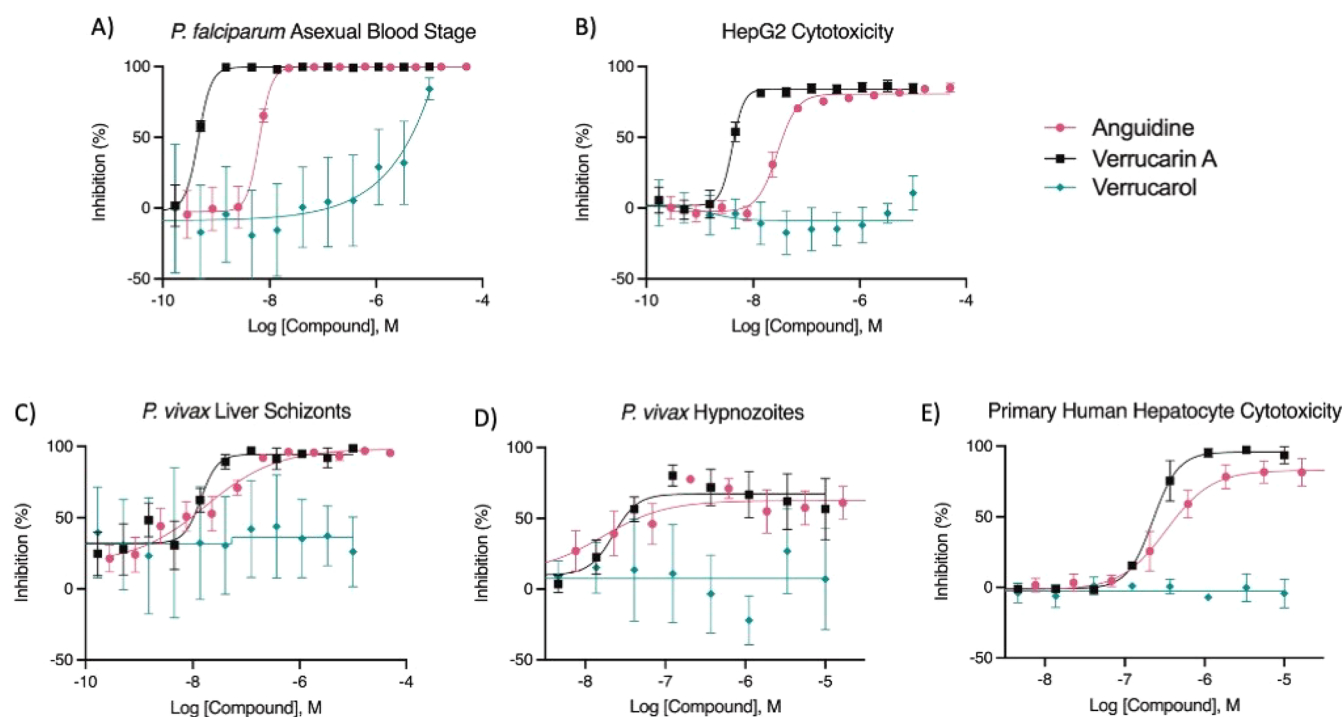 A) P. falciparum Asexual Blood Stage
100
50
0
-50
Inhibition (%)
-10 -8 -6 -4
Log [Compound], M
B) HepG2 Cytotoxicity
100
50
0
-50
Inhibition (%)
-10 -8 -6 -4
Log [Compound], M
Anguidine
Verrucarin A
Verrucarol
C) P. vivax Liver Schizonts
100
50
0
-50
Inhibition (%)
-10 -8 -6 -4
Log [Compound], M
D) P. vivax Hypnozoites
100
50
0
-50
Inhibition (%)
-8 -7 -6 -5
Log [Compound], M
E) Primary Human Hepatocyte Cytotoxicity
100
50
0
-50
Inhibition (%)
-8 -7 -6 -5
Log [Compound], M